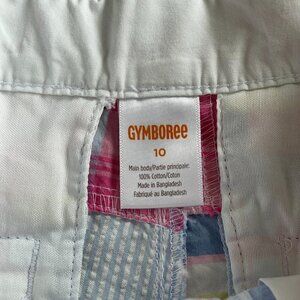 GYMBOREE
10
Main body/Partie principale:
100% Cotton/Coton
Made in Bangladesh
Fabriqué au Bangladesh